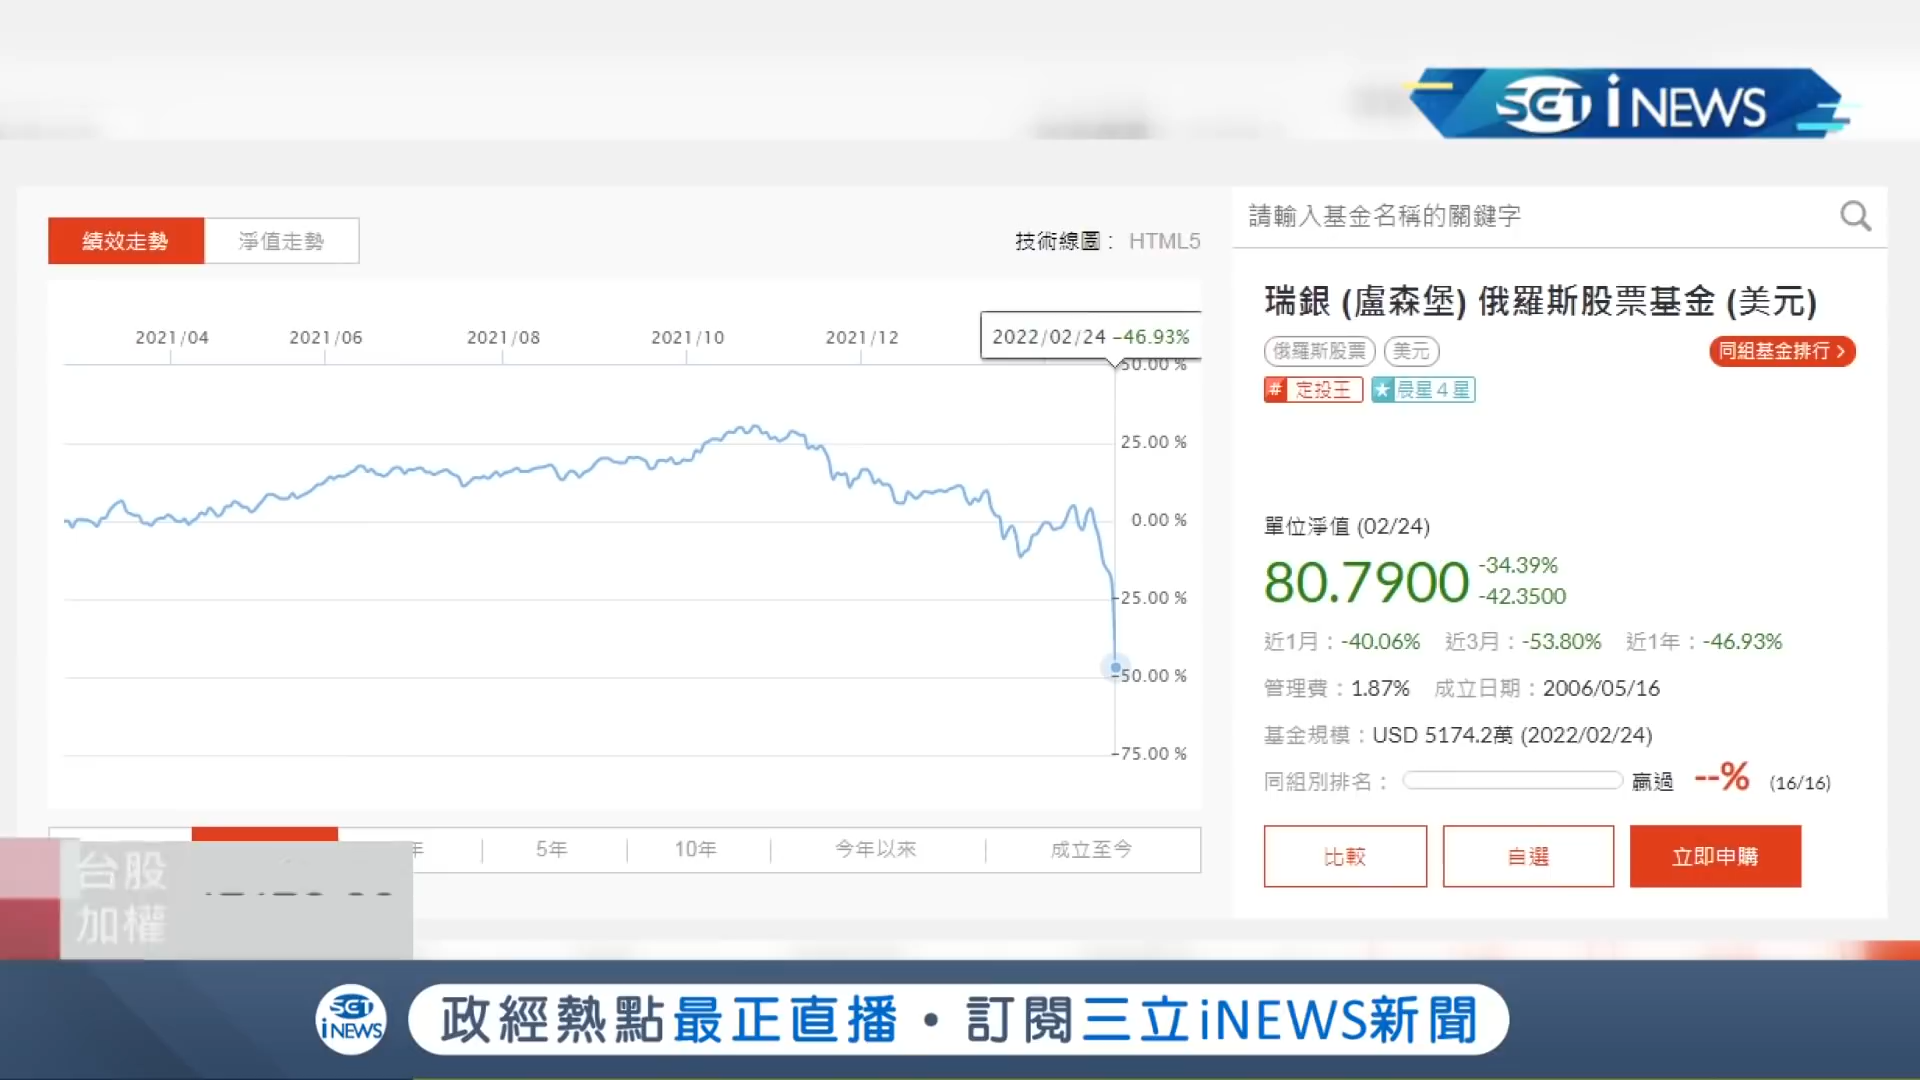 SET iNEWS
績效走勢 淨值走勢
技術線圖： HTML5
請輸入基金名稱的關鍵字
2021/04 2021/06 2021/08 2021/10 2021/12
2022/02/24 -46.93%
50.00 %
25.00 %
0.00 %
-25.00 %
-50.00 %
-75.00 %
5年 10年 今年以來 成立至今
瑞銀 (盧森堡) 俄羅斯股票基金 (美元)
俄羅斯股票 美元 同組基金排行 >
# 定投王 ★ 晨星 4 星
單位淨值 (02/24)
80.7900 -34.39%
-42.3500
近1月：-40.06% 近3月：-53.80% 近1年：-46.93%
管理費：1.87% 成立日期：2006/05/16
基金規模：USD 5174.2萬 (2022/02/24)
同組別排名： 贏過 --% (16/16)
比較 自選 立即申購
台股
加權
SET iNEWS 政經熱點最正直播・訂閱三立iNEWS新聞